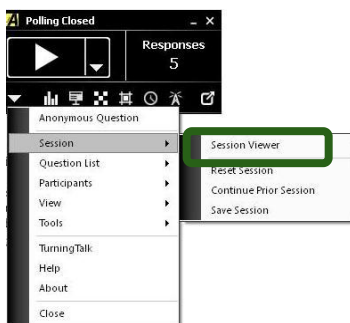 Polling Closed
Responses
5
Anonymous Question
Session
Session Viewer
Reset Session
Continue Prior Session
Save Session
Question List
Participants
View
Tools
TurningTalk
Help
About
Close